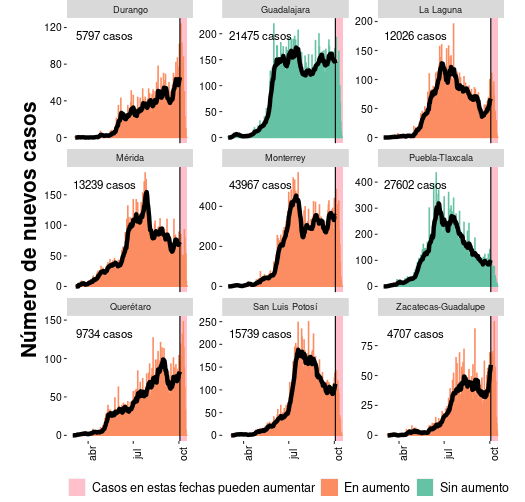 Número de nuevos casos
Durango
5797 casos
0
40
80
120
Guadalajara
21475 casos
0
50
100
150
200
La Laguna
12026 casos
0
50
100
150
200
Mérida
13239 casos
0
50
100
150
Monterrey
43967 casos
0
200
400
Puebla-Tlaxcala
27602 casos
0
100
200
300
400
Querétaro
9734 casos
0
50
100
150
San Luis Potosí
15739 casos
0
50
100
150
200
250
Zacatecas-Guadalupe
4707 casos
0
25
50
75
abr jul oct
abr jul oct
abr jul oct
Casos en estas fechas pueden aumentar En aumento Sin aumento